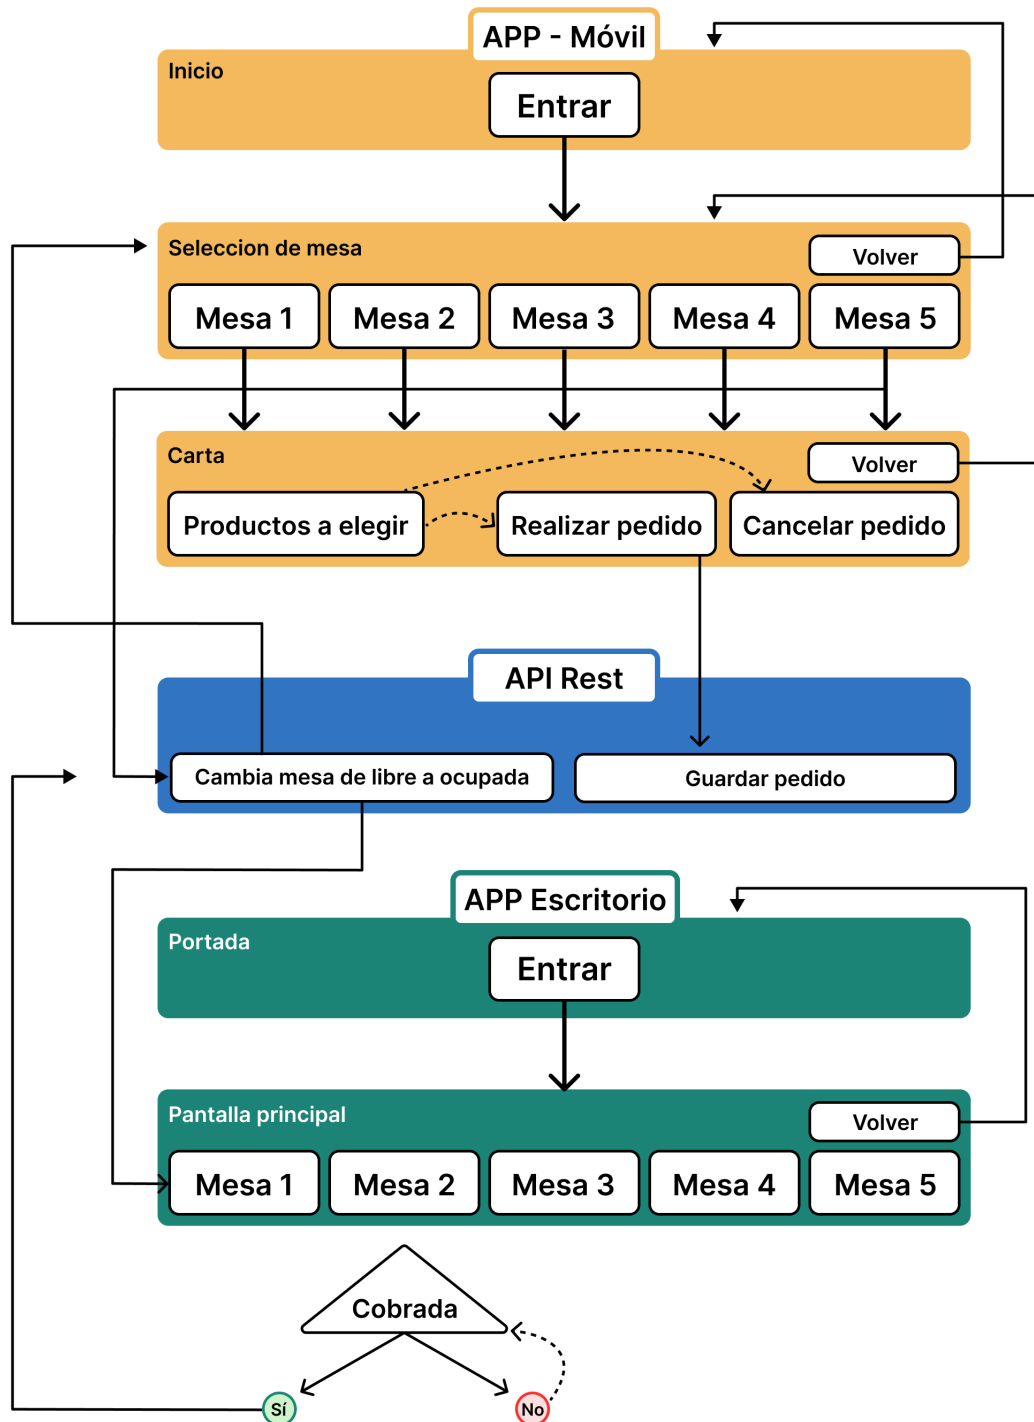 APP - Móvil
Inicio
Entrar
Seleccion de mesa
Volver
Mesa 1
Mesa 2
Mesa 3
Mesa 4
Mesa 5
Carta
Volver
Productos a elegir
Realizar pedido
Cancelar pedido
API Rest
Cambia mesa de libre a ocupada
Guardar pedido
APP Escritorio
Portada
Entrar
Pantalla principal
Volver
Mesa 1
Mesa 2
Mesa 3
Mesa 4
Mesa 5
Cobrada
Sí
No